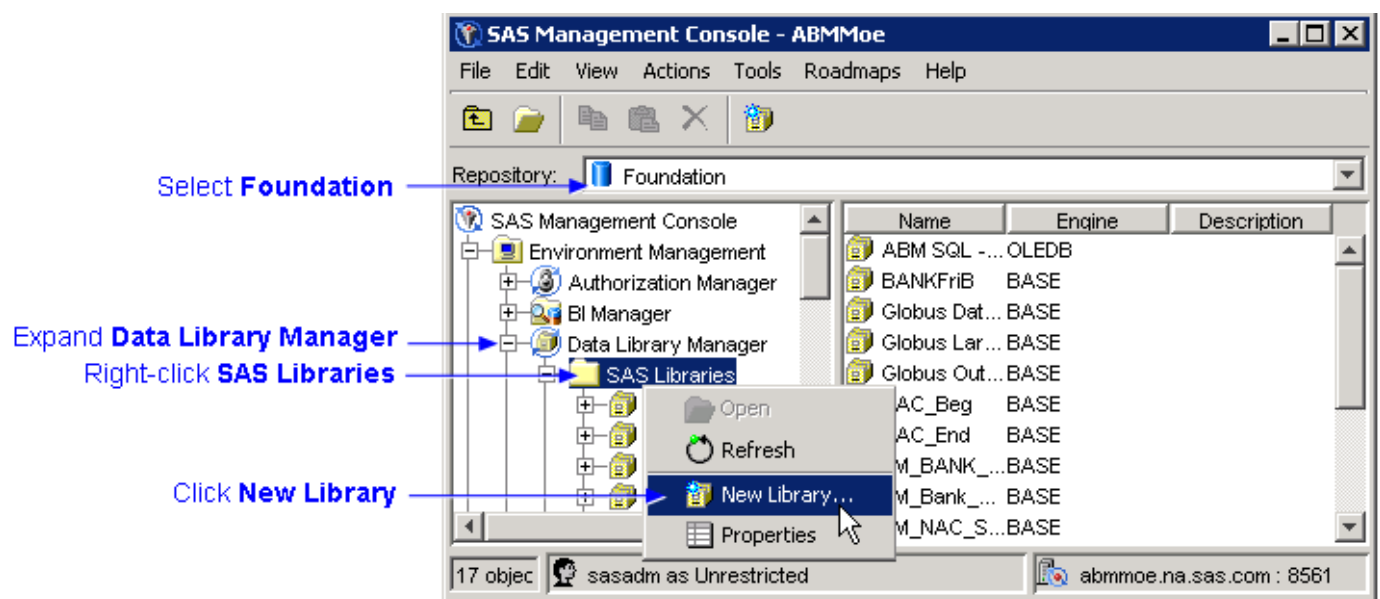 SAS Management Console - ABMMoe
File Edit View Actions Tools Roadmaps Help
Select Foundation
Repository: Foundation
SAS Management Console
Environment Management
Authorization Manager
BI Manager
Expand Data Library Manager
Data Library Manager
Right-click SAS Libraries
SAS Libraries
Open
Refresh
Click New Library
New Library...
Properties
Name Engine Description
ABM SQL -... OLEDB
BANKFriB BASE
Globus Dat... BASE
Globus Lar... BASE
Globus Out... BASE
AC_Beg BASE
AC_End BASE
M_BANK_... BASE
M_Bank_... BASE
M_NAC_S... BASE
17 objec sasadm as Unrestricted abmmoe.na.sas.com : 8561